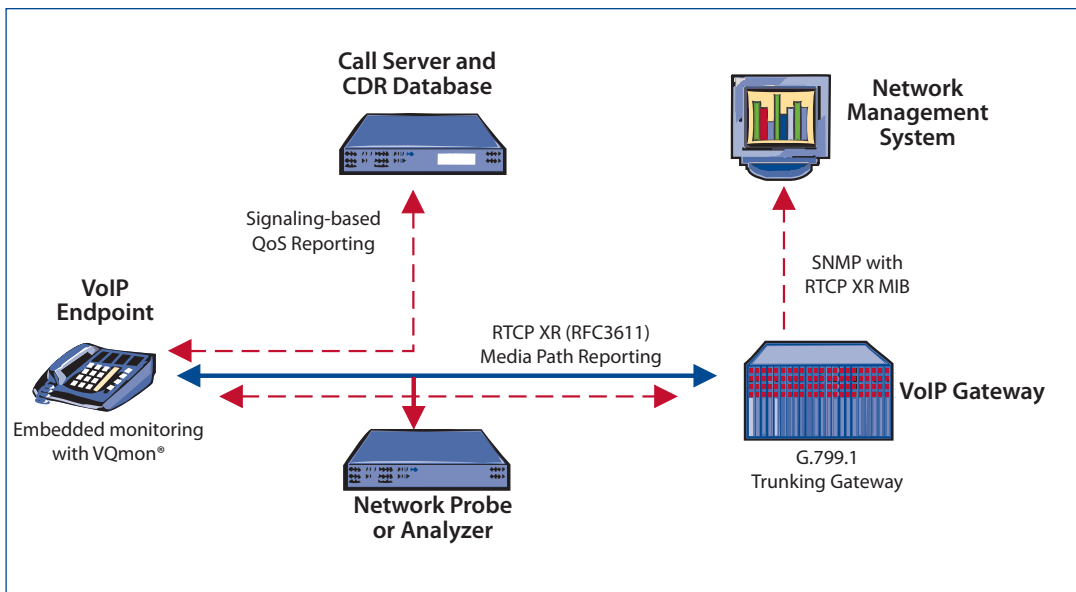 Call Server and
CDR Database
Network
Management
System
Signaling-based
QoS Reporting
SNMP with
RTCP XR MIB
VoIP
Endpoint
RTCP XR (RFC3611)
Media Path Reporting
VoIP Gateway
Embedded monitoring
with VQmon®
G.799.1
Trunking Gateway
Network Probe
or Analyzer